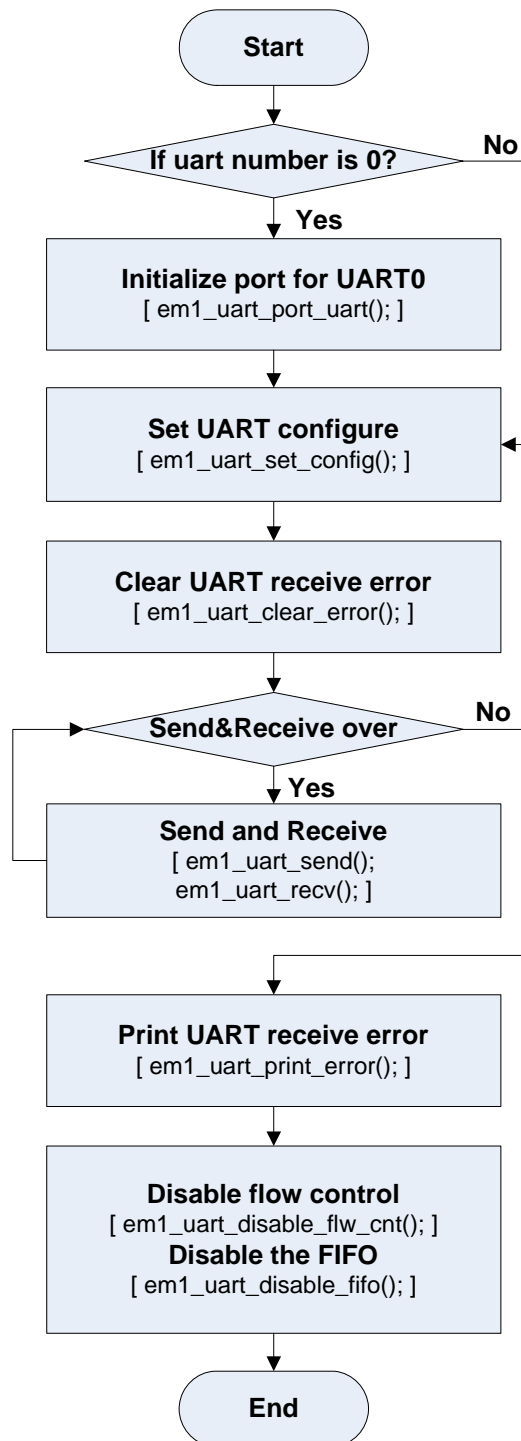 Start
If uart number is 0?
No
Yes
Initialize port for UART0
[ em1_uart_port_uart(); ]
Set UART configure
[ em1_uart_set_config(); ]
Clear UART receive error
[ em1_uart_clear_error(); ]
Send&Receive over
No
Yes
Send and Receive
[ em1_uart_send();
em1_uart_recv(); ]
Print UART receive error
[ em1_uart_print_error(); ]
Disable flow control
[ em1_uart_disable_flw_cnt(); ]
Disable the FIFO
[ em1_uart_disable_fifo(); ]
End